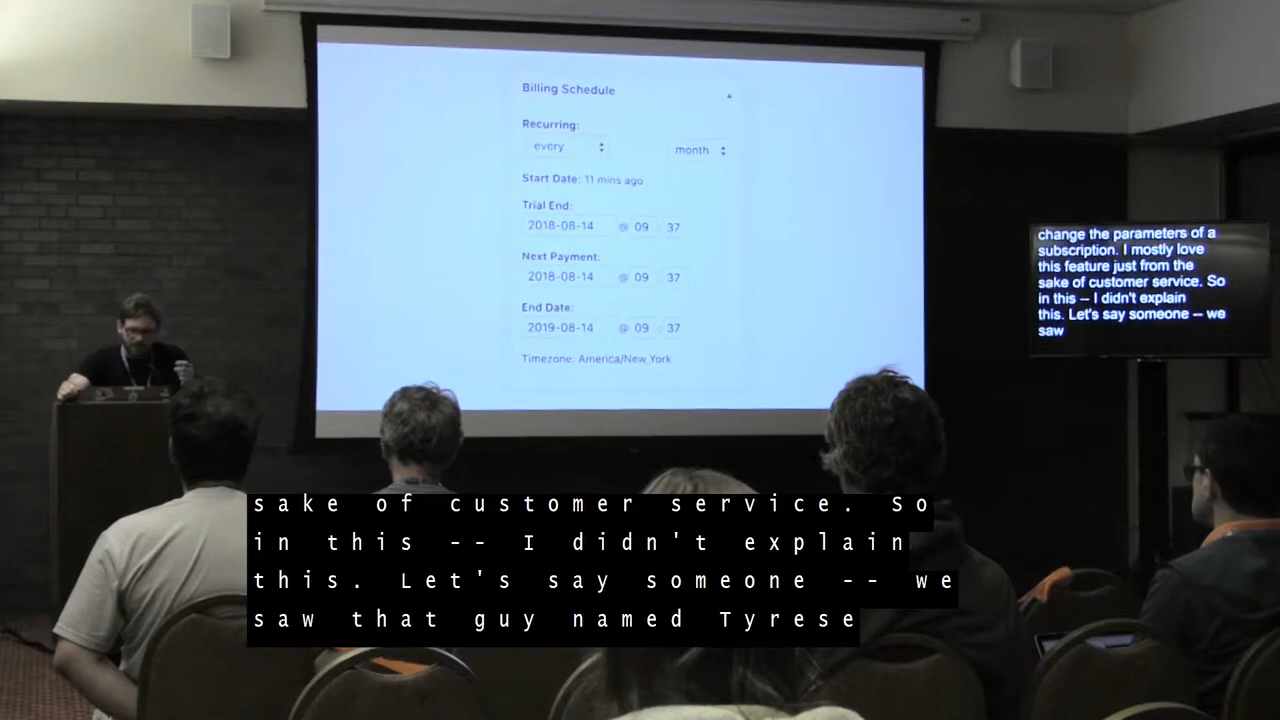 Billing Schedule
Recurring:
every month
Start Date: 11 mins ago
Trial End:
2018-08-14 @ 09 : 37
Next Payment:
2018-08-14 @ 09 : 37
End Date:
2019-08-14 @ 09 : 37
Timezone: America/New_York
change the parameters of a
subscription. I mostly love
this feature just from the
sake of customer service. So
in this -- I didn't explain
this. Let's say someone -- we
saw
sake of customer service. So
in this -- I didn't explain
this. Let's say someone -- we
saw that guy named Tyrese